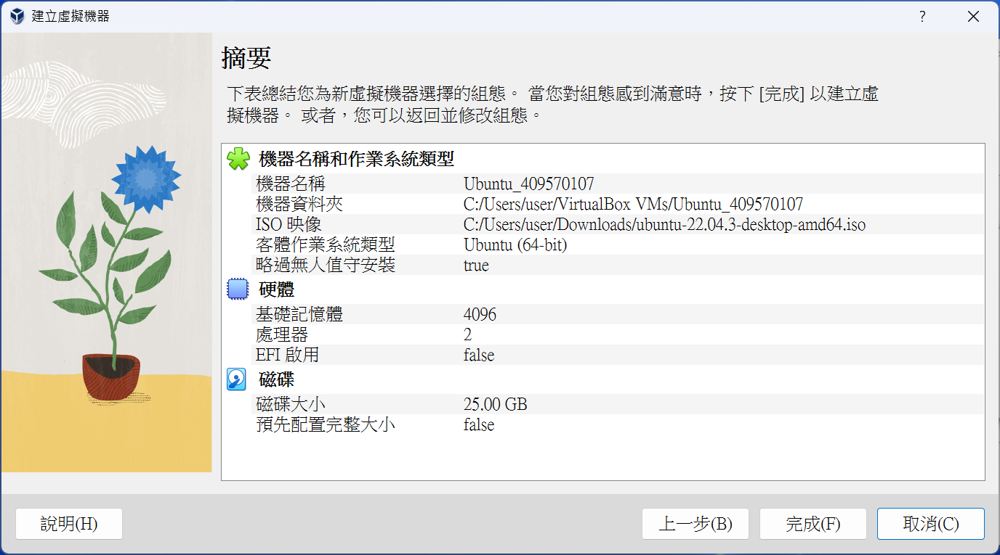 建立虛擬機器
?
摘要
下表總結您為新虛擬機器選擇的組態。 當您對組態感到滿意時，按下 [完成] 以建立虛
擬機器。 或者，您可以返回並修改組態。
機器名稱和作業系統類型
機器名稱 Ubuntu_409570107
機器資料夾 C:/Users/user/VirtualBox VMs/Ubuntu_409570107
ISO 映像 C:/Users/user/Downloads/ubuntu-22.04.3-desktop-amd64.iso
客體作業系統類型 Ubuntu (64-bit)
略過無人值守安裝 true
硬體
基礎記憶體 4096
處理器 2
EFI 啟用 false
磁碟
磁碟大小 25.00 GB
預先配置完整大小 false
說明(H) 上一步(B) 完成(F) 取消(C)